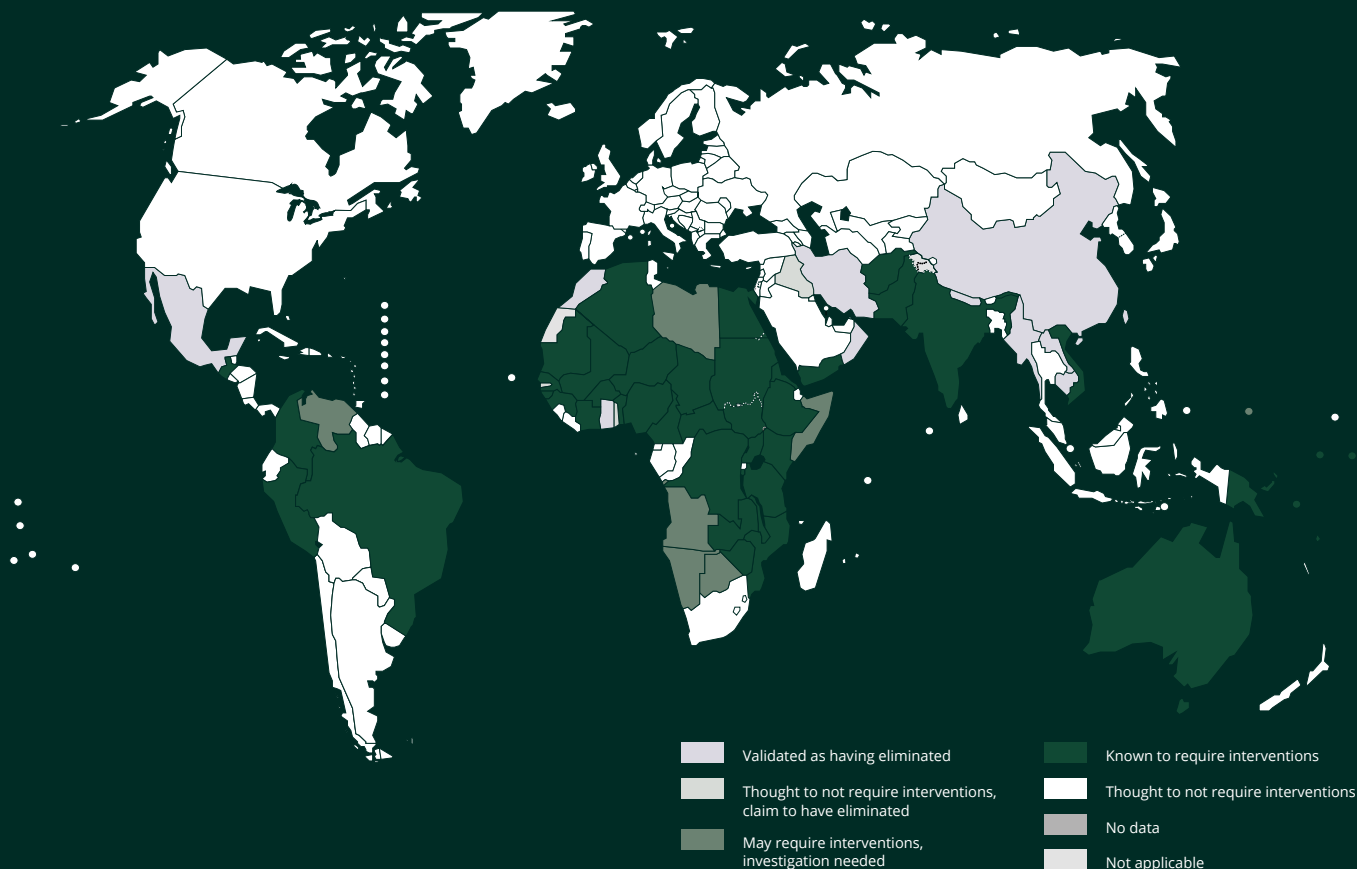 Validated as having eliminated
Thought to not require interventions,
claim to have eliminated
May require interventions,
investigation needed
Known to require interventions
Thought to not require interventions
No data
Not applicable